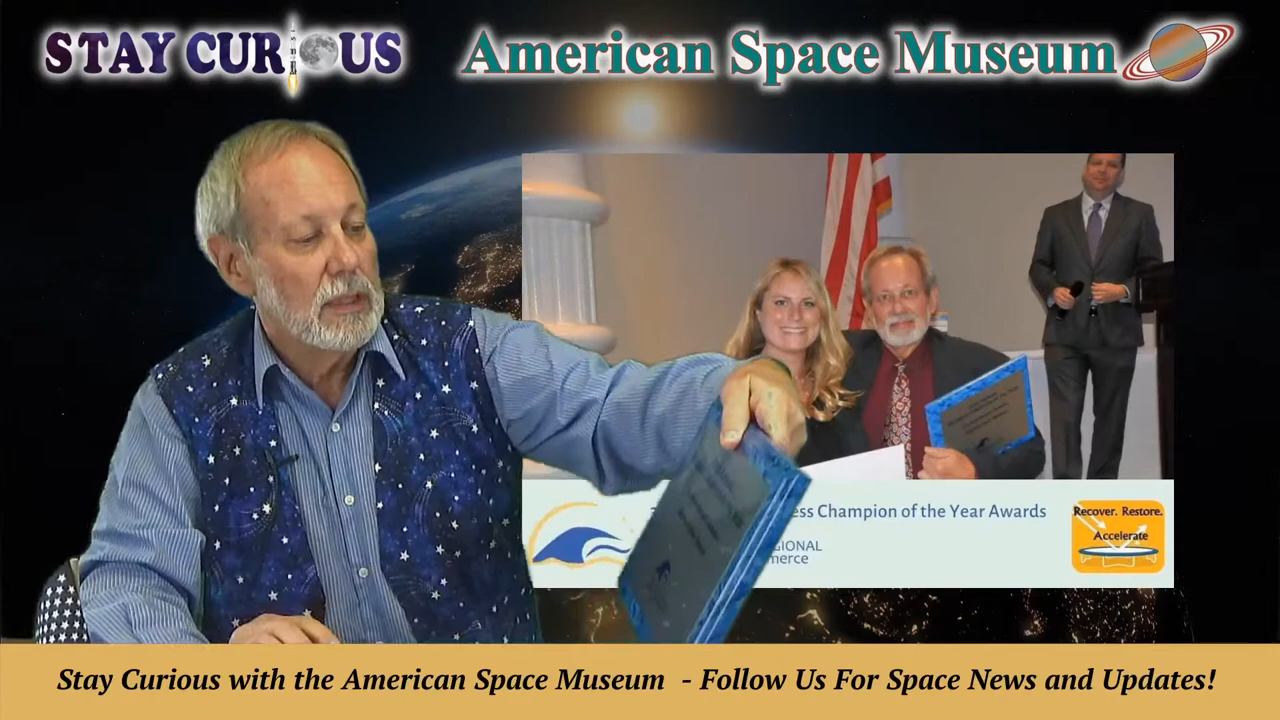 STAY CURIOUS
American Space Museum
ess Champion of the Year Awards
GIONAL
merce
Recover. Restore.
Accelerate
Stay Curious with the American Space Museum - Follow Us For Space News and Updates!